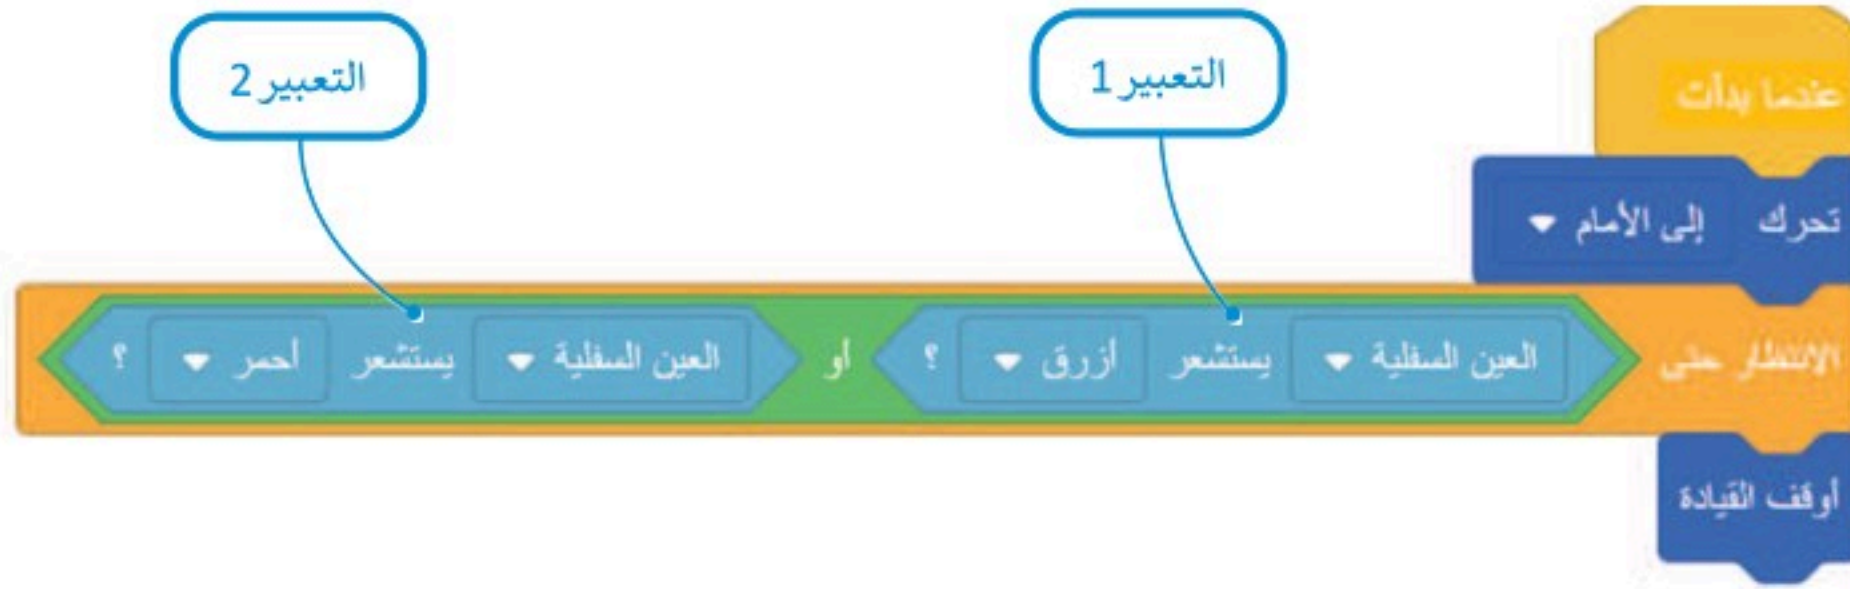 التعبير 1
التعبير 2
عندما بدأت
تحرك إلى الأمام
الانتظار حتى العين السفلية يستشعر أزرق ؟ أو العين السفلية يستشعر أحمر ؟
أوقف القيادة